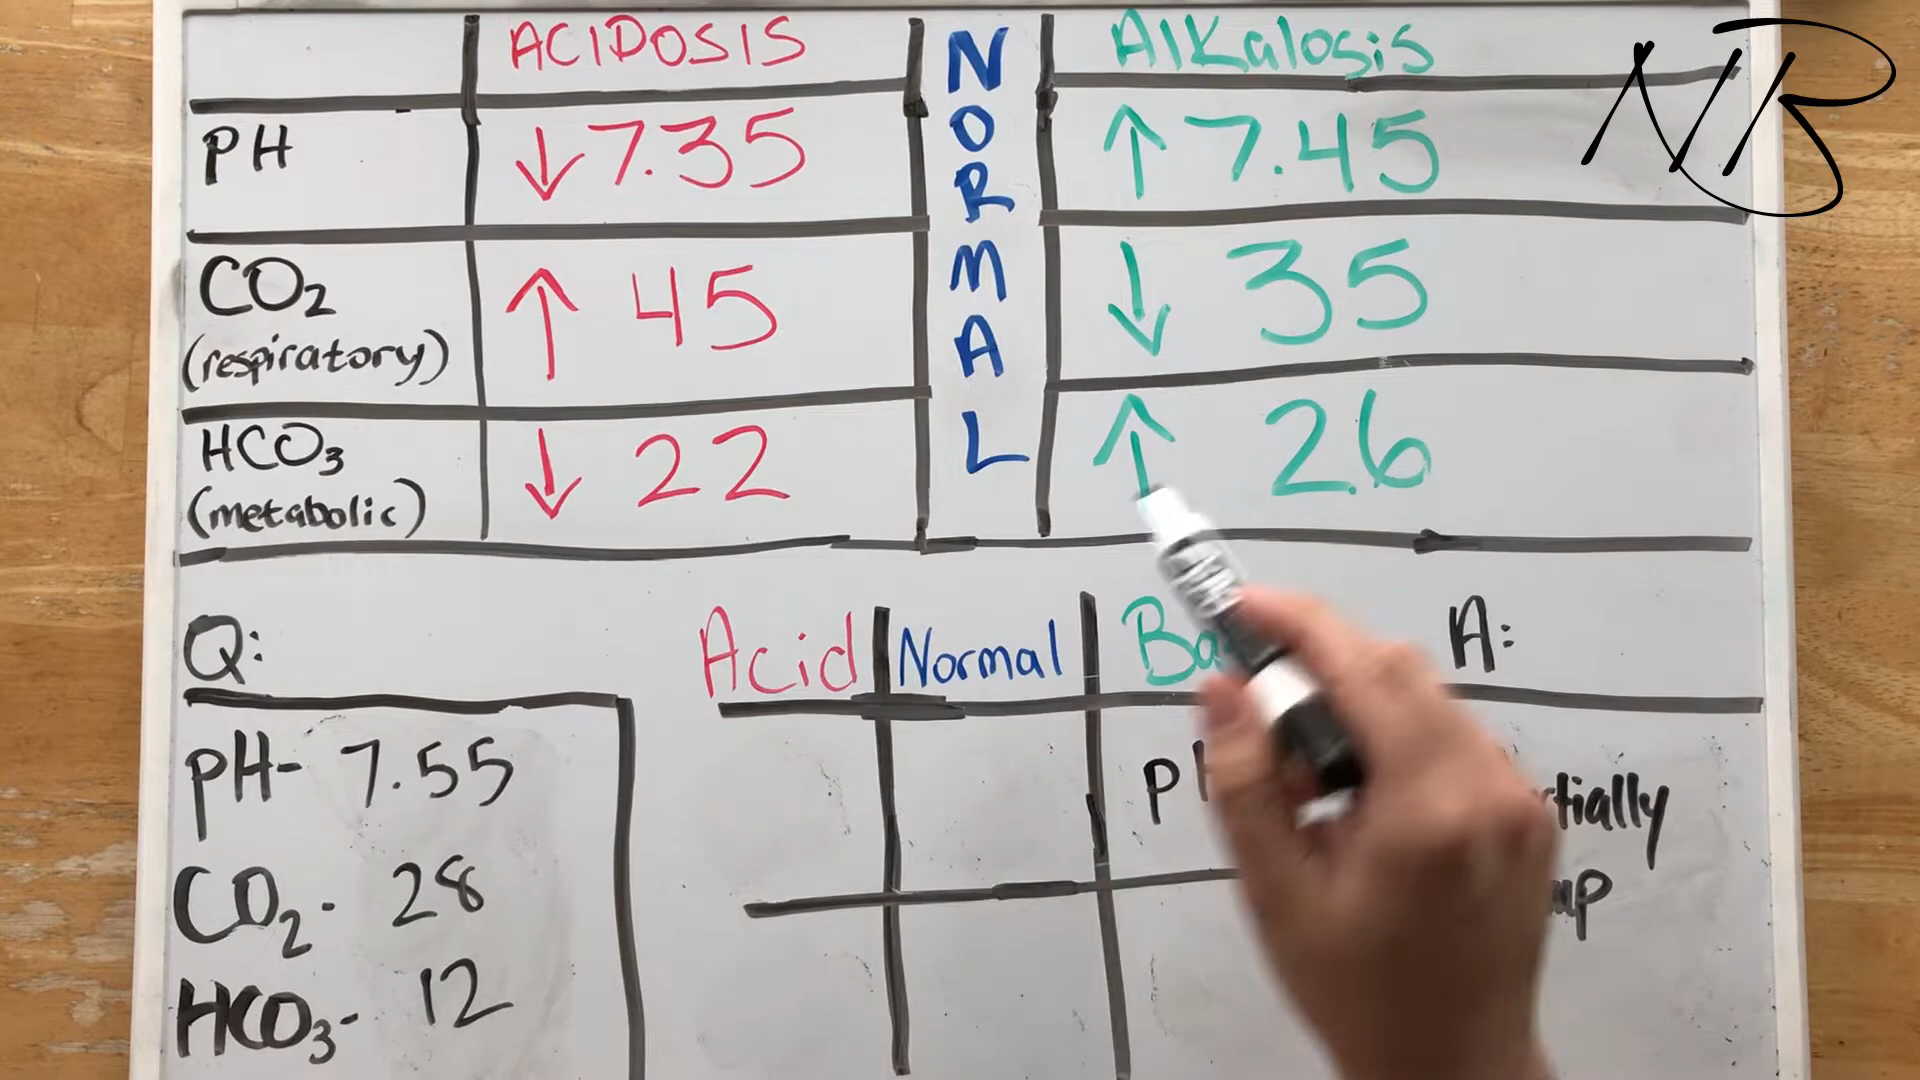 ACIDOSIS
NORMAL
Alkalosis
NR
PH
↓ 7.35
↑ 7.45
CO₂
(respiratory)
↑ 45
↓ 35
HCO₃
(metabolic)
↓ 22
↑ 26
Q:
Acid
Normal
A:
pH- 7.55
CO₂- 28
HCO₃- 12